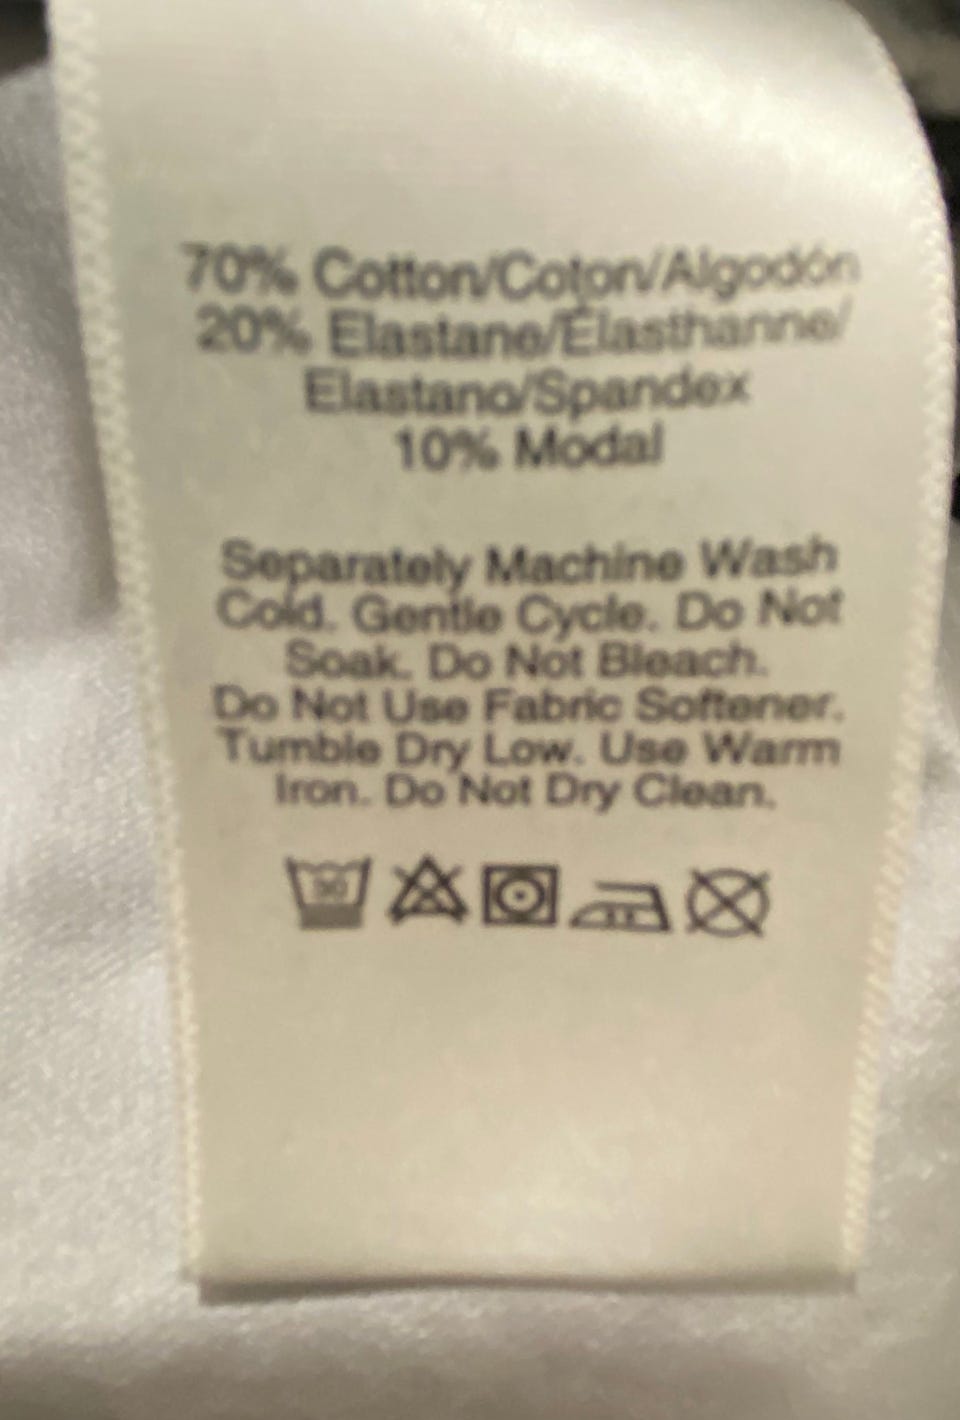 70% Cotton/Coton/Algodón
20% Elastane/Élasthanne/
Elastano/Spandex
10% Modal
Separately Machine Wash
Cold. Gentle Cycle. Do Not
Soak. Do Not Bleach.
Do Not Use Fabric Softener.
Tumble Dry Low. Use Warm
Iron. Do Not Dry Clean.
30